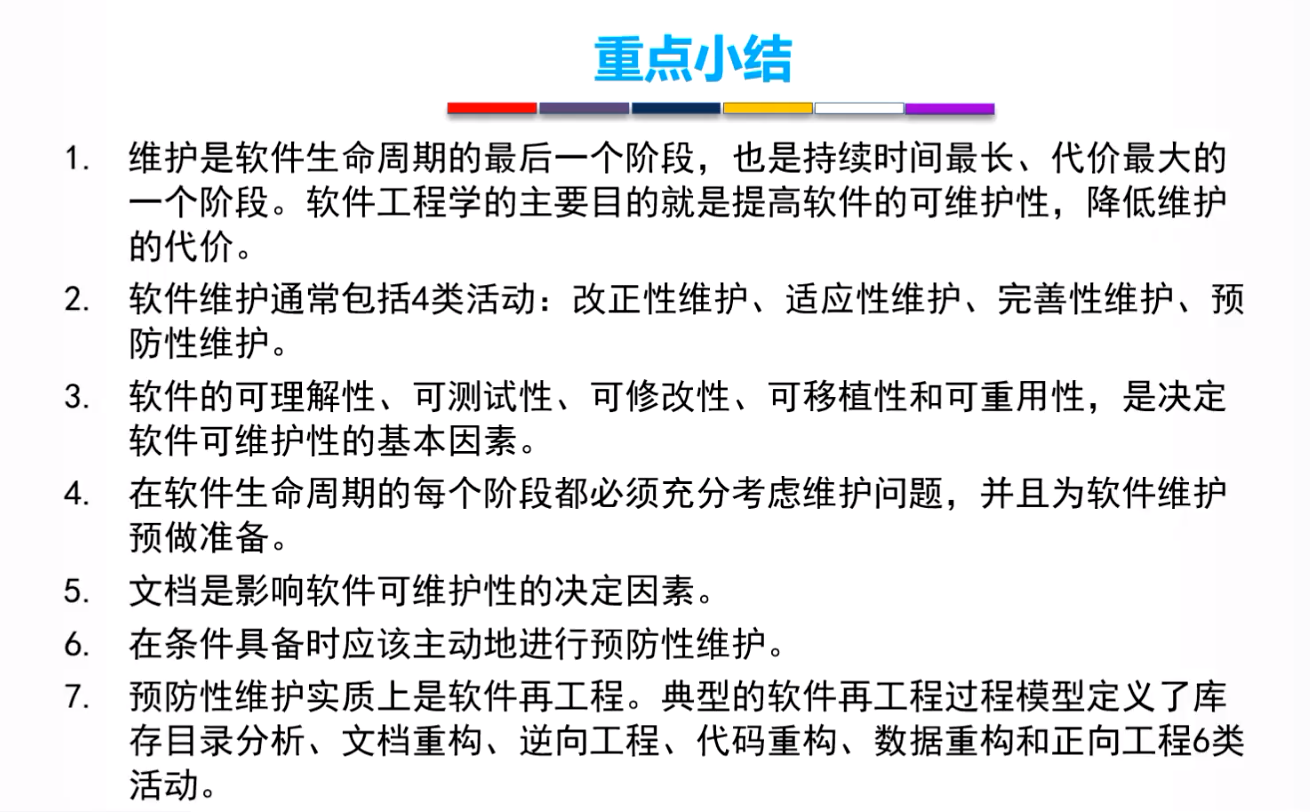 重点小结
1. 维护是软件生命周期的最后一个阶段，也是持续时间最长、代价最大的
一个阶段。软件工程学的主要目的就是提高软件的可维护性，降低维护
的代价。
2. 软件维护通常包括4类活动：改正性维护、适应性维护、完善性维护、预
防性维护。
3. 软件的可理解性、可测试性、可修改性、可移植性和可重用性，是决定
软件可维护性的基本因素。
4. 在软件生命周期的每个阶段都必须充分考虑维护问题，并且为软件维护
预做准备。
5. 文档是影响软件可维护性的决定因素。
6. 在条件具备时应该主动地进行预防性维护。
7. 预防性维护实质上是软件再工程。典型的软件再工程过程模型定义了库
存目录分析、文档重构、逆向工程、代码重构、数据重构和正向工程6类
活动。